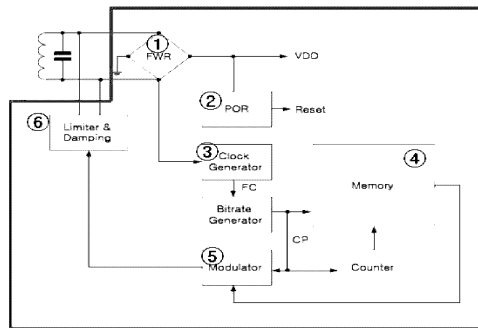 ①
FWR
VDD
②
POR
Reset
⑥
Limiter &
Damping
③
Clock
Generator
④
Memory
FC
Bitrate
Generator
CP
⑤
Modulator
Counter